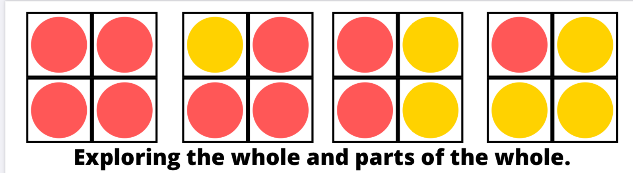 Exploring the whole and parts of the whole.